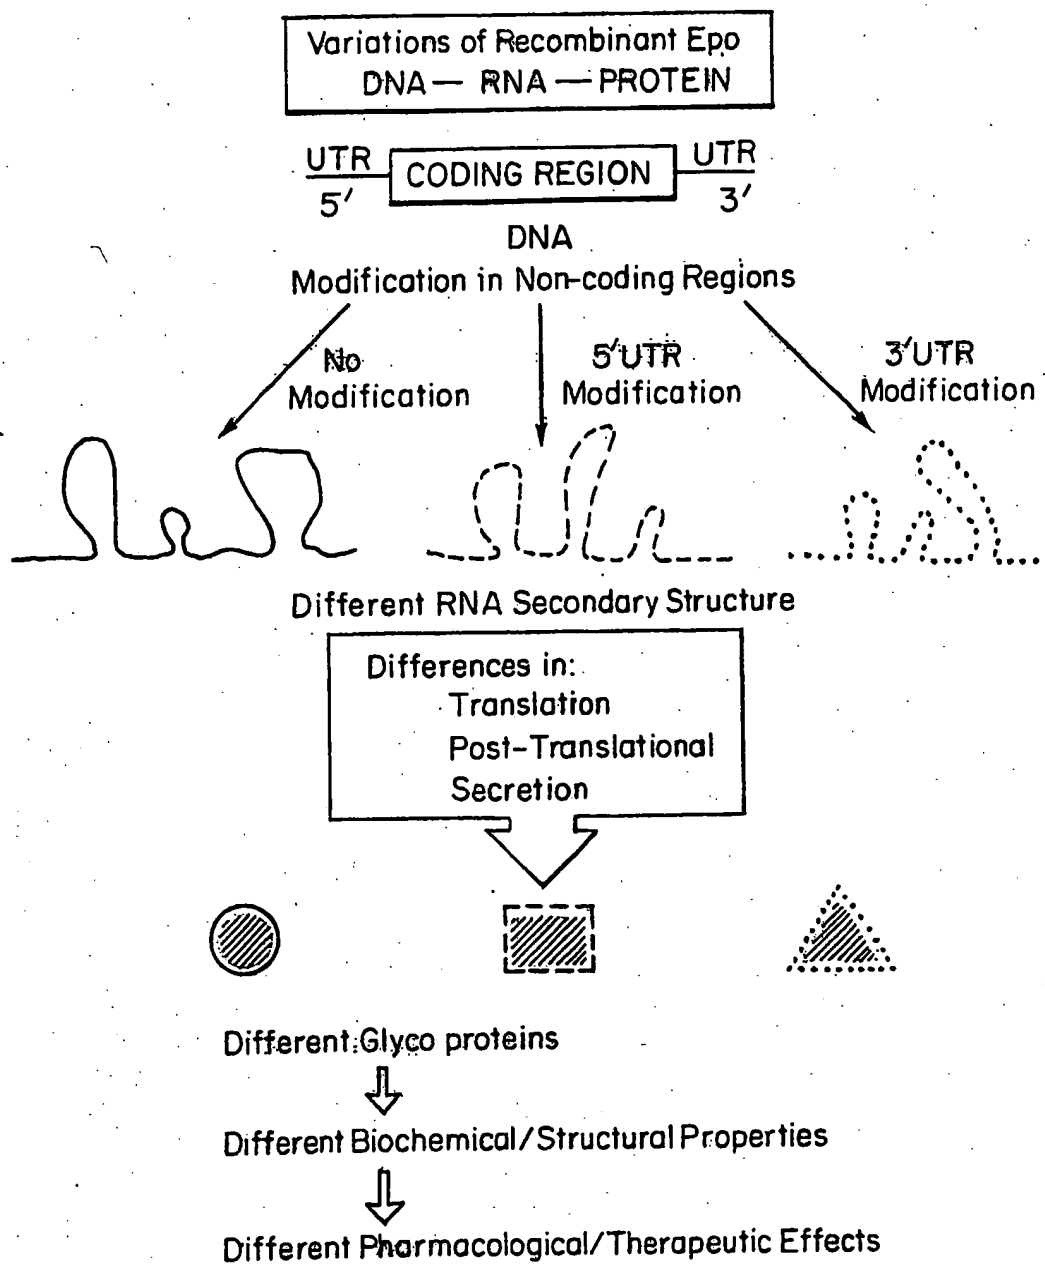 Variations of Recombinant Epo
DNA — RNA — PROTEIN
UTR CODING REGION UTR
5' 3'
DNA
Modification in Non-coding Regions
No Modification
5'UTR Modification
3'UTR Modification
Different RNA Secondary Structure
Differences in:
Translation
Post-Translational
Secretion
Different Glyco proteins
Different Biochemical/Structural Properties
Different Pharmacological/Therapeutic Effects